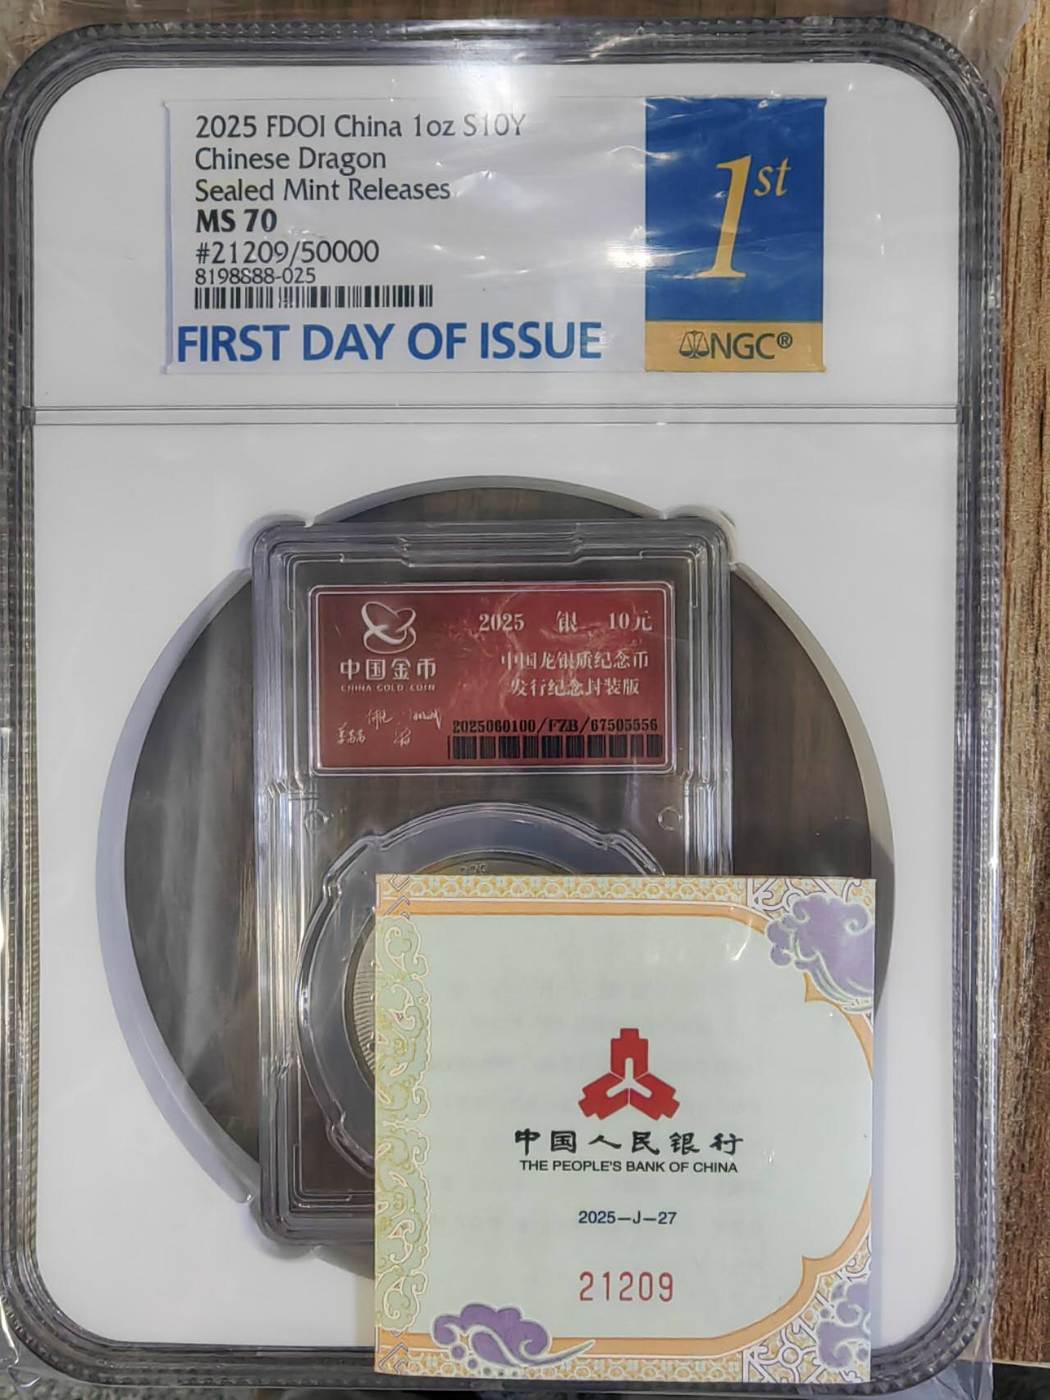 2025 FDOI China 1oz S10Y
Chinese Dragon
Sealed Mint Releases
MS 70
#21209/50000
8198888-025
FIRST DAY OF ISSUE
1st
NGC®
中国金币
CHINA GOLD COIN
2025 银 10元
中国龙银质纪念币
发行纪念封装版
2025060100/FZB/67505556
中国人民银行
THE PEOPLE'S BANK OF CHINA
2025—J—27
21209